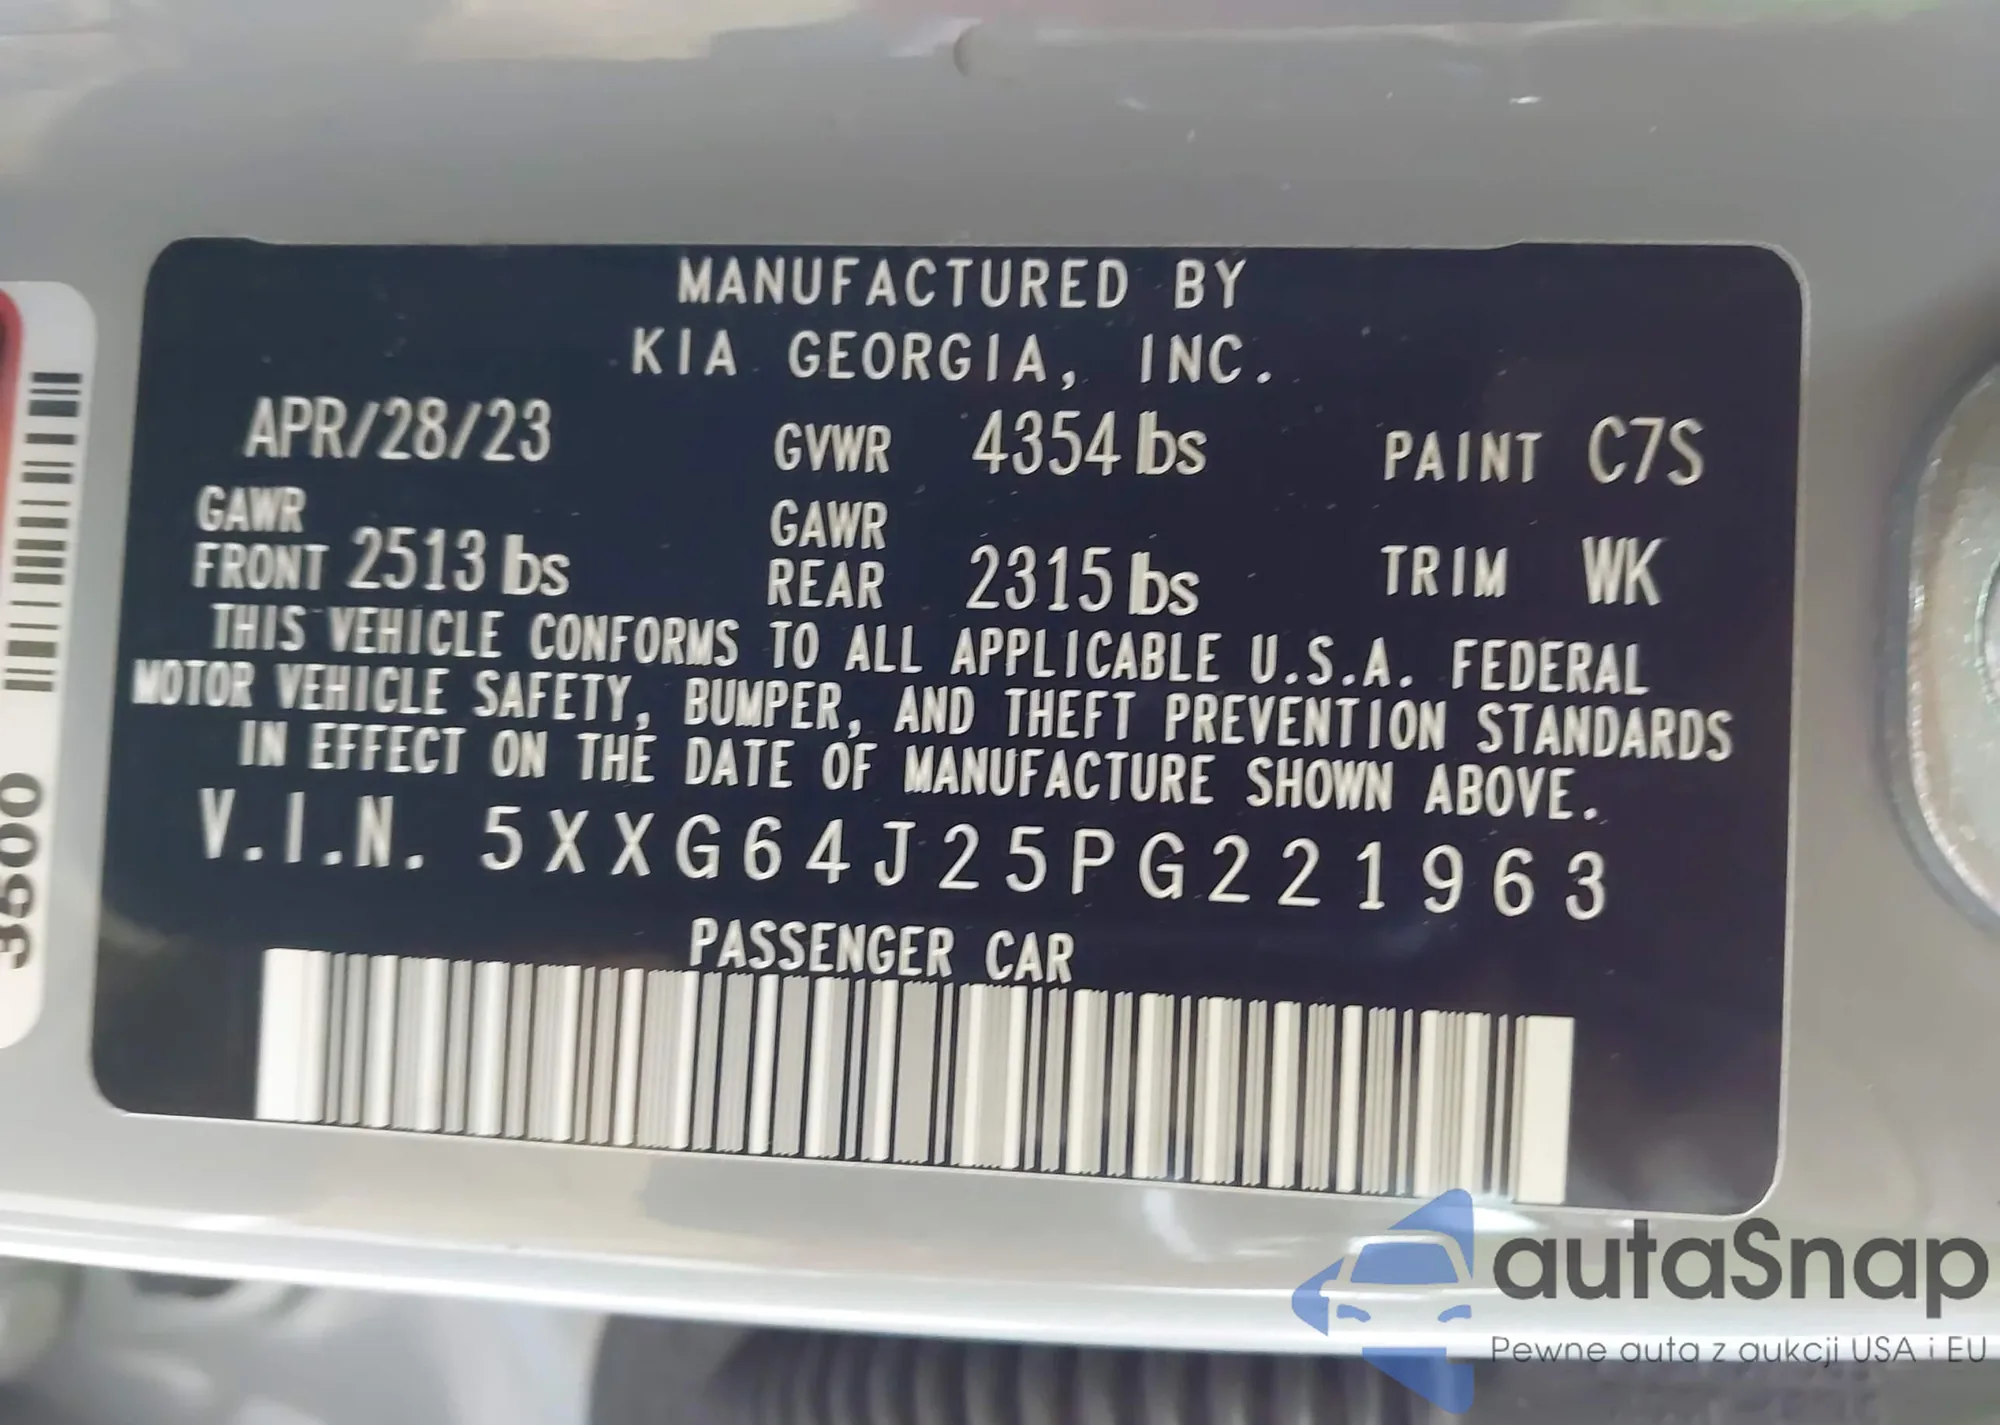 MANUFACTURED BY
KIA GEORGIA, INC.
APR/28/23 GVWR 4354 lbs PAINT C7S
GAWR FRONT 2513 lbs GAWR REAR 2315 lbs TRIM WK
THIS VEHICLE CONFORMS TO ALL APPLICABLE U.S.A. FEDERAL
MOTOR VEHICLE SAFETY, BUMPER, AND THEFT PREVENTION STANDARDS
IN EFFECT ON THE DATE OF MANUFACTURE SHOWN ABOVE.
V.I.N. 5XXG64J25PG221963
PASSENGER CAR
3500
autaSnap
Pewne auta z aukcji USA i EU